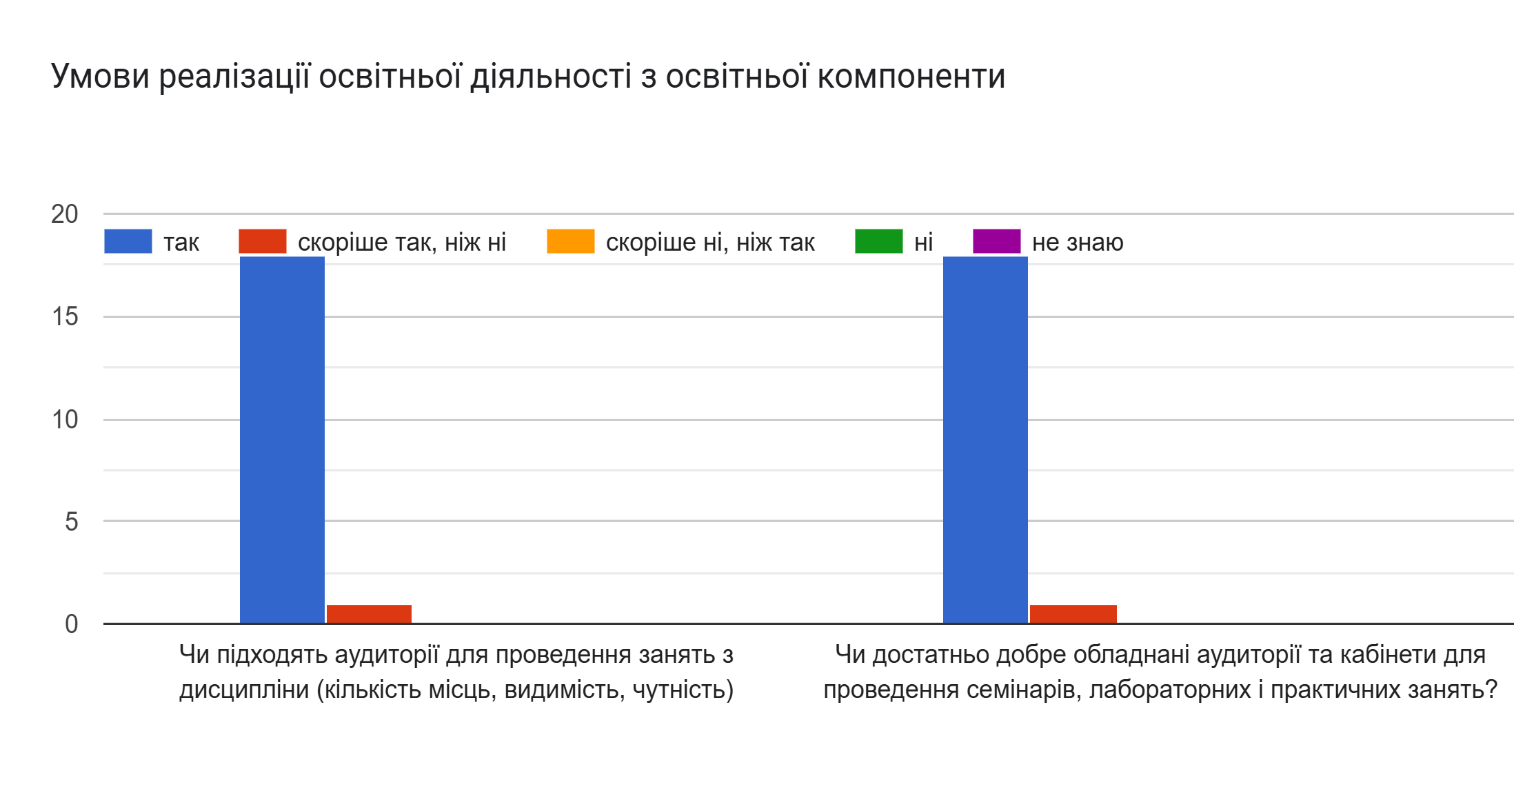 Умови реалізації освітньої діяльності з освітньої компоненти
20
так
скоріше так, ніж ні
скоріше ні, ніж так
ні
не знаю
15
10
5
0
Чи підходять аудиторії для проведення занять з
дисципліни (кількість місць, видимість, чутність)
Чи достатньо добре обладнані аудиторії та кабінети для
проведення семінарів, лабораторних і практичних занять?